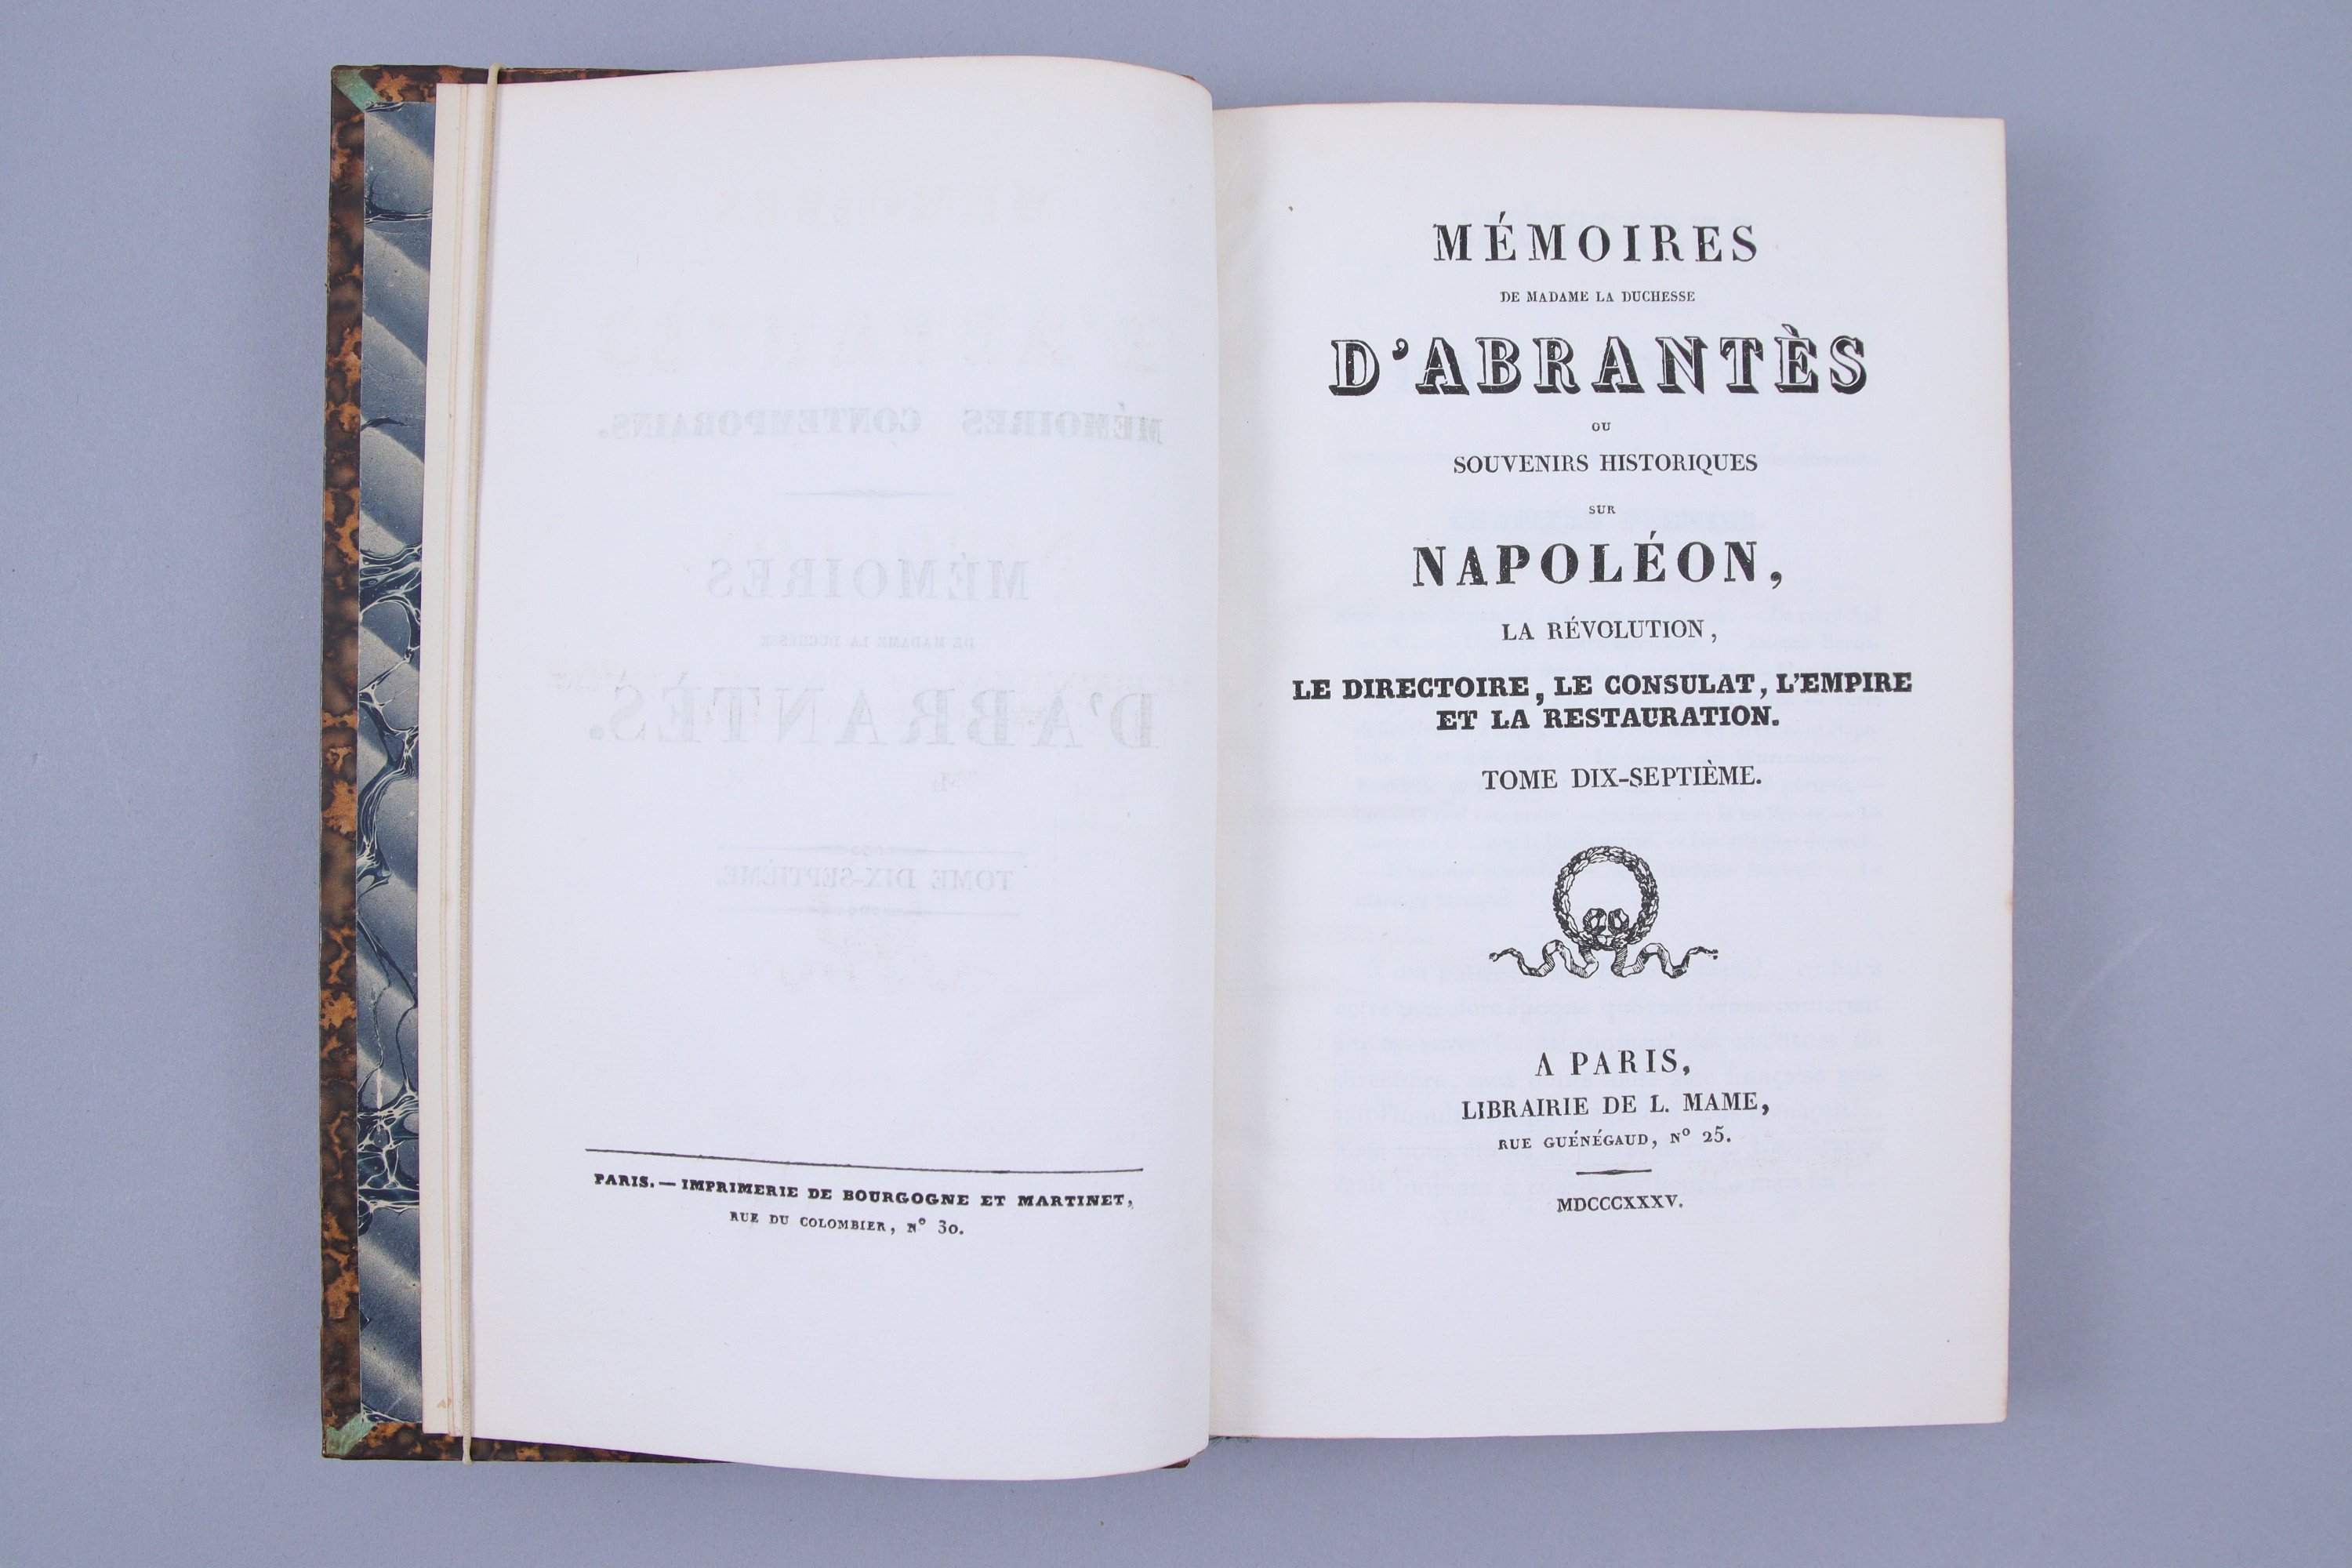 PARIS. — IMPRIMERIE DE BOURGOGNE ET MARTINET,
RUE DU COLOMBIER, Nº 30.
MÉMOIRES
DE MADAME LA DUCHESSE
D'ABRANTÈS
OU
SOUVENIRS HISTORIQUES
SUR
NAPOLÉON,
LA RÉVOLUTION,
LE DIRECTOIRE, LE CONSULAT, L'EMPIRE
ET LA RESTAURATION.
TOME DIX-SEPTIÈME.
A PARIS,
LIBRAIRIE DE L. MAME,
RUE GUÉNÉGAUD, Nº 25.
MDCCCXXXV.